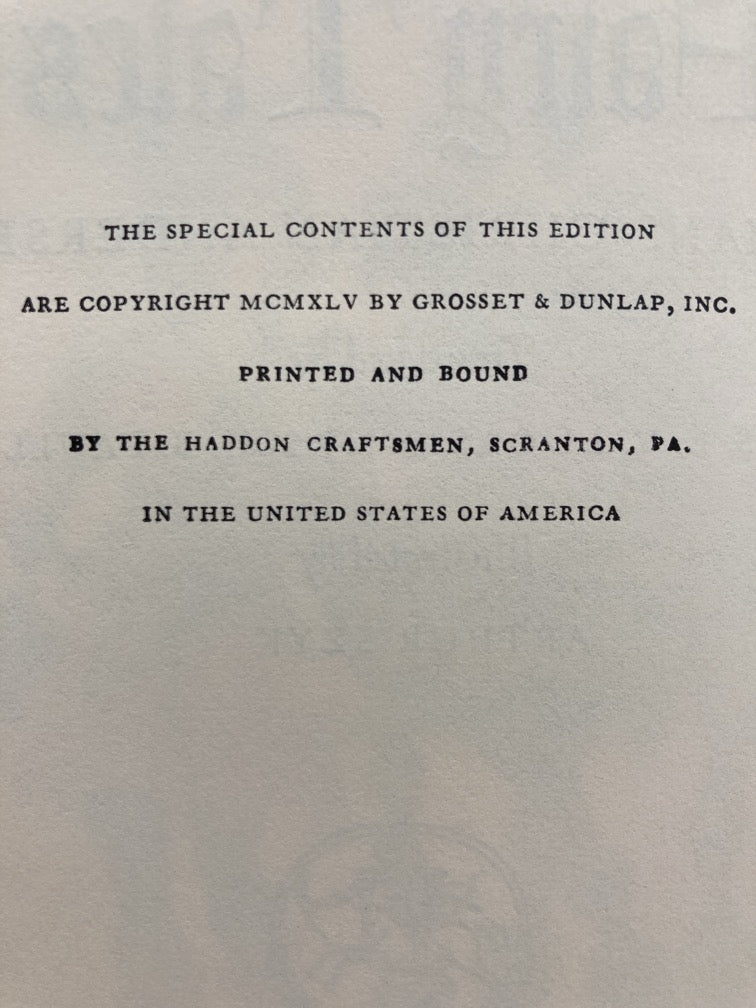 THE SPECIAL CONTENTS OF THIS EDITION
ARE COPYRIGHT MCMXLV BY GROSSET & DUNLAP, INC.
PRINTED AND BOUND
BY THE HADDON CRAFTSMEN, SCRANTON, PA.
IN THE UNITED STATES OF AMERICA